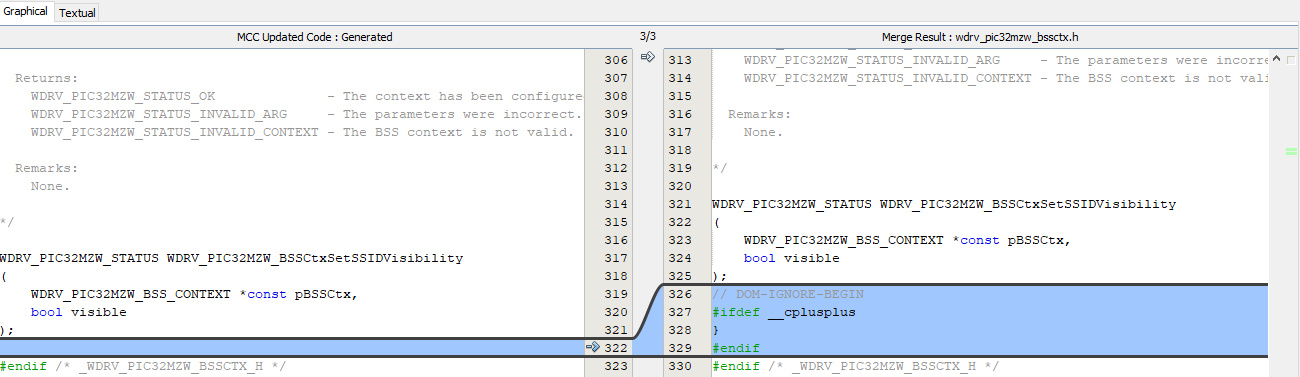 Graphical Textual
MCC Updated Code : Generated
3/3
Merge Result : wdrv_pic32mzw_bssctx.h
306
307 Returns:
308 WDRV_PIC32MZW_STATUS_OK - The context has been configure
309 WDRV_PIC32MZW_STATUS_INVALID_ARG - The parameters were incorrect.
310 WDRV_PIC32MZW_STATUS_INVALID_CONTEXT - The BSS context is not valid.
311
312 Remarks:
313 None.
314
315 */
316
317 WDRV_PIC32MZW_STATUS WDRV_PIC32MZW_BSSCtxSetSSIDVisibility
318 (
319 WDRV_PIC32MZW_BSS_CONTEXT *const pBSSCtx,
320 bool visible
321 );
322
323 #endif /* _WDRV_PIC32MZW_BSSCTX_H */
313 WDRV_PIC32MZW_STATUS_INVALID_ARG - The parameters were incorre
314 WDRV_PIC32MZW_STATUS_INVALID_CONTEXT - The BSS context is not vali
315
316 Remarks:
317 None.
318
319 */
320
321 WDRV_PIC32MZW_STATUS WDRV_PIC32MZW_BSSCtxSetSSIDVisibility
322 (
323 WDRV_PIC32MZW_BSS_CONTEXT *const pBSSCtx,
324 bool visible
325 );
326 // DOM-IGNORE-BEGIN
327 #ifdef __cplusplus
328 }
329 #endif
330 #endif /* _WDRV_PIC32MZW_BSSCTX_H */